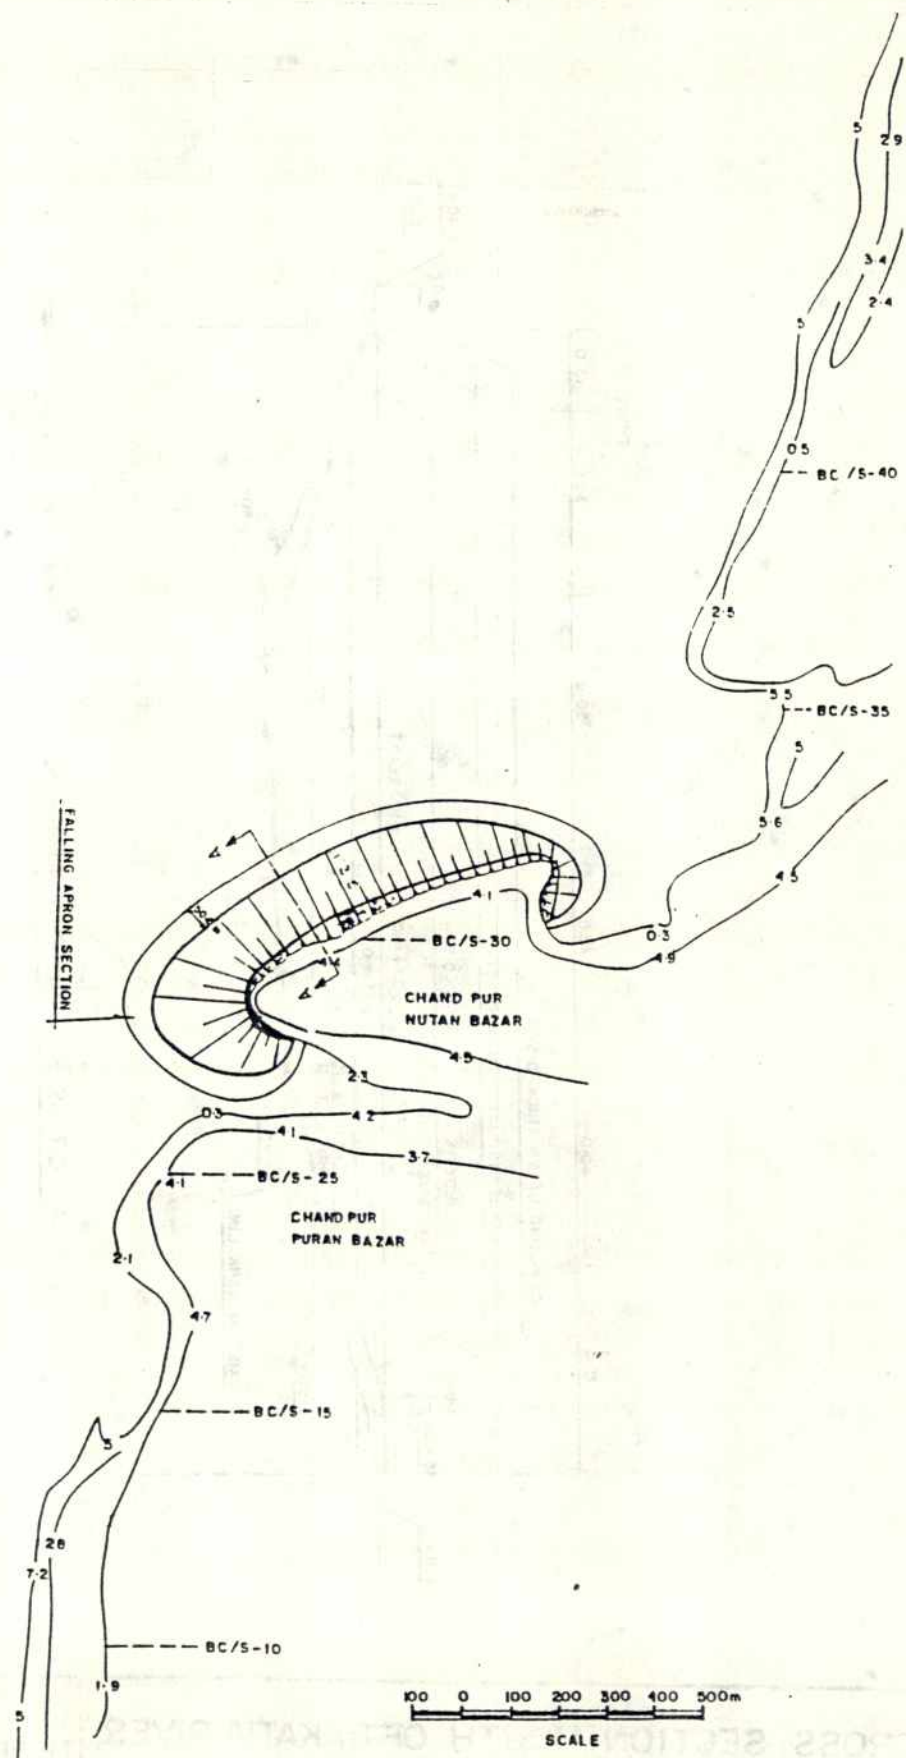 5
2.9
3.4
2.4
5
0.5
BC/S-40
2.5
5.5
BC/S-35
5
5.6
4.5
FALLING APRON SECTION
A
4.1
0.3
4.9
BC/S-30
A
CHAND PUR
NUTAN BAZAR
4.5
2.3
0.3
4.2
4.1
3.7
4.1
BC/S-25
CHAND PUR
PURAN BAZAR
2.1
4.7
BC/S-15
5
28
7.2
BC/S-10
1.9
5
100 0 100 200 300 400 500m
SCALE